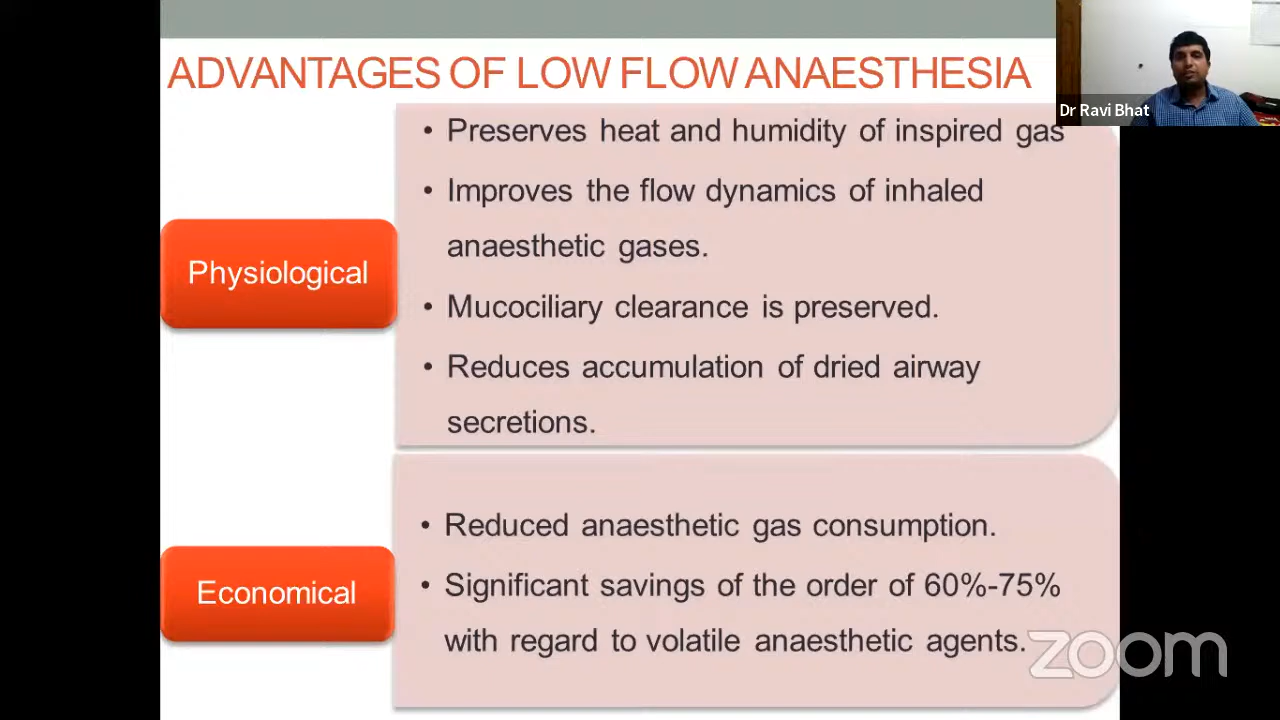 ADVANTAGES OF LOW FLOW ANAESTHESIA
Dr Ravi Bhat
Physiological
• Preserves heat and humidity of inspired gas
• Improves the flow dynamics of inhaled
anaesthetic gases.
• Mucociliary clearance is preserved.
• Reduces accumulation of dried airway
secretions.
Economical
• Reduced anaesthetic gas consumption.
• Significant savings of the order of 60%-75%
with regard to volatile anaesthetic agents.
zoom